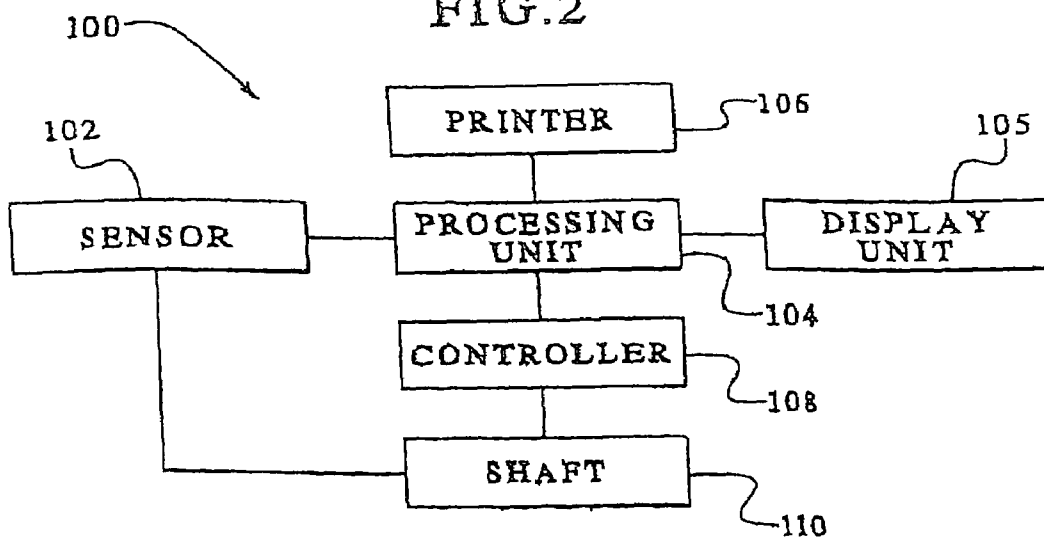 FIG.2
100
PRINTER
106
102
105
SENSOR
PROCESSING
UNIT
DISPLAY
UNIT
104
CONTROLLER
108
SHAFT
110